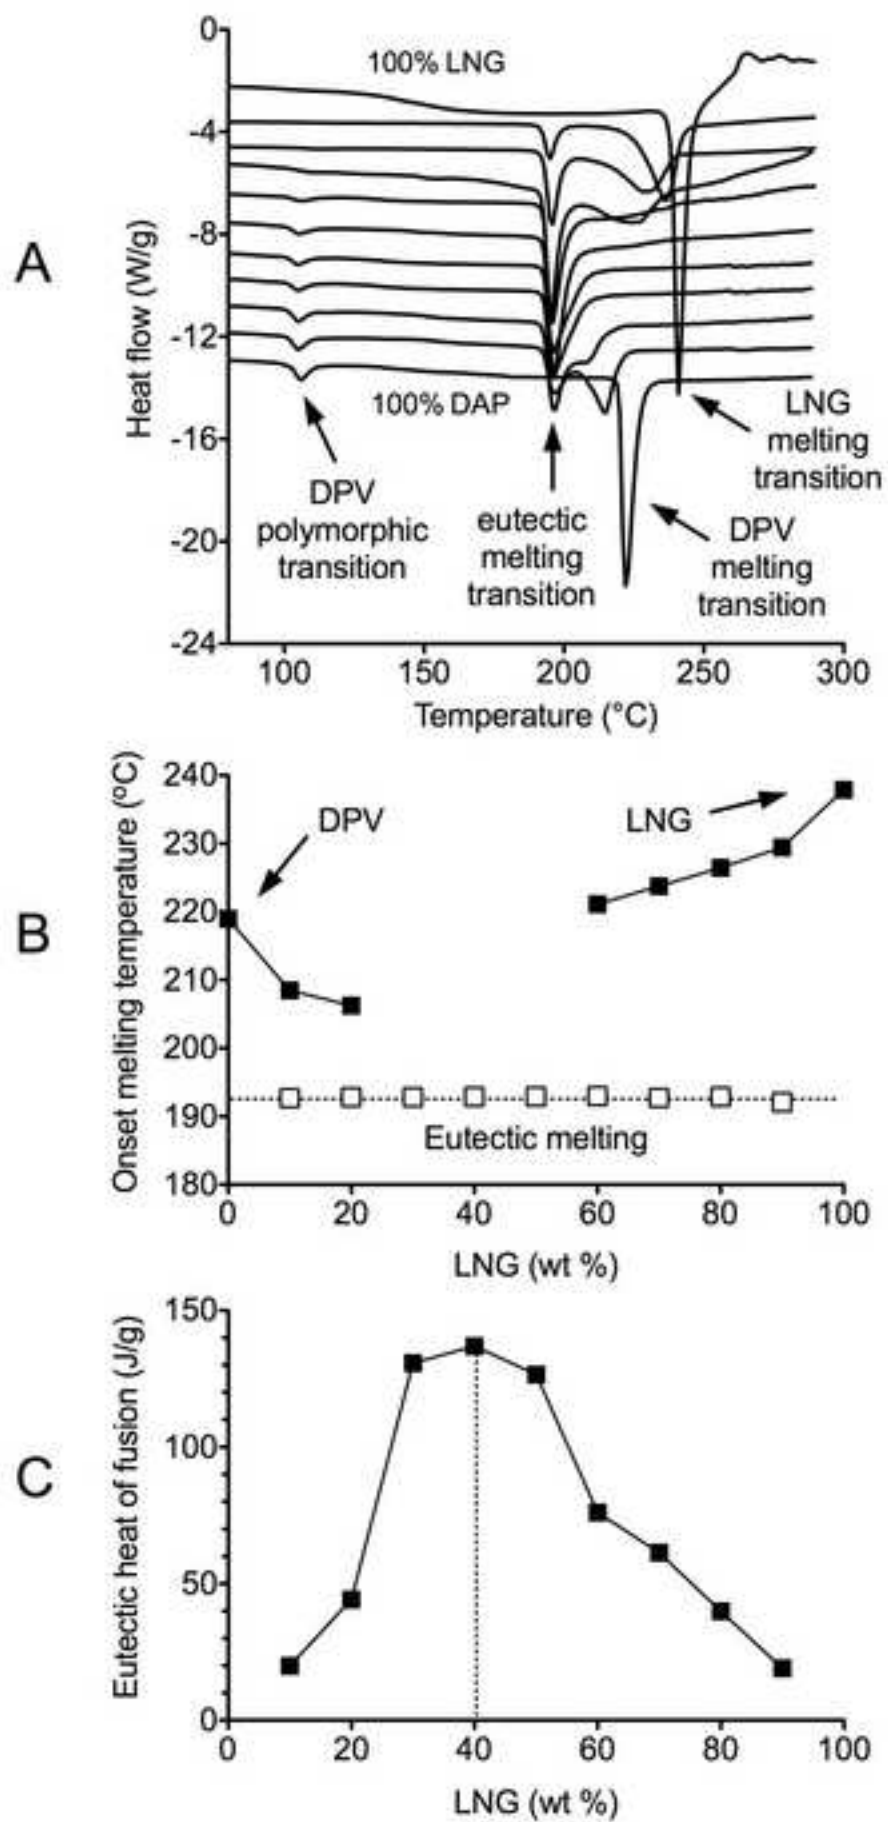 A
Heat flow (W/g)
0
-4
-8
-12
-16
-20
-24
100% LNG
100% DAP
DPV
polymorphic
transition
eutectic
melting
transition
LNG
melting
transition
DPV
melting
transition
100 150 200 250 300
Temperature (°C)
B
Onset melting temperature (ºC)
240
230
220
210
200
190
180
DPV
LNG
Eutectic melting
0 20 40 60 80 100
LNG (wt %)
C
Eutectic heat of fusion (J/g)
150
100
50
0
0 20 40 60 80 100
LNG (wt %)